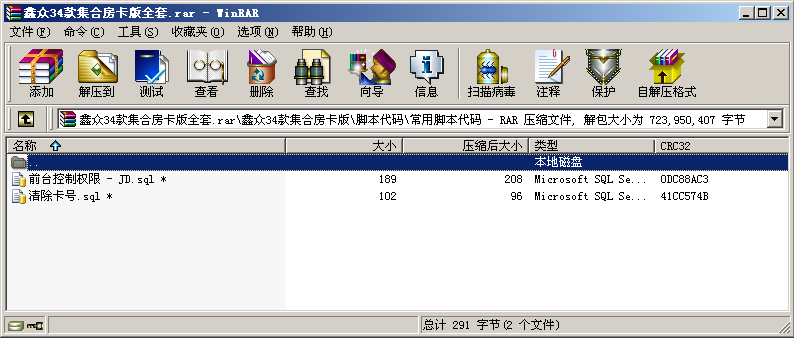 鑫众34款集合房卡版全套.rar - WinRAR
文件(F) 命令(C) 工具(S) 收藏夹(O) 选项(N) 帮助(H)
添加 解压到 测试 查看 删除 查找 向导 信息 扫描病毒 注释 保护 自解压格式
鑫众34款集合房卡版全套.rar\鑫众34款集合房卡版\脚本代码\常用脚本代码 - RAR 压缩文件, 解包大小为 723,950,407 字节
名称 大小 压缩后大小 类型 CRC32
.. 本地磁盘
前台控制权限 - JD.sql * 189 208 Microsoft SQL Se... 0DC88AC3
清除卡号.sql * 102 96 Microsoft SQL Se... 41CC574B
总计 291 字节(2 个文件)